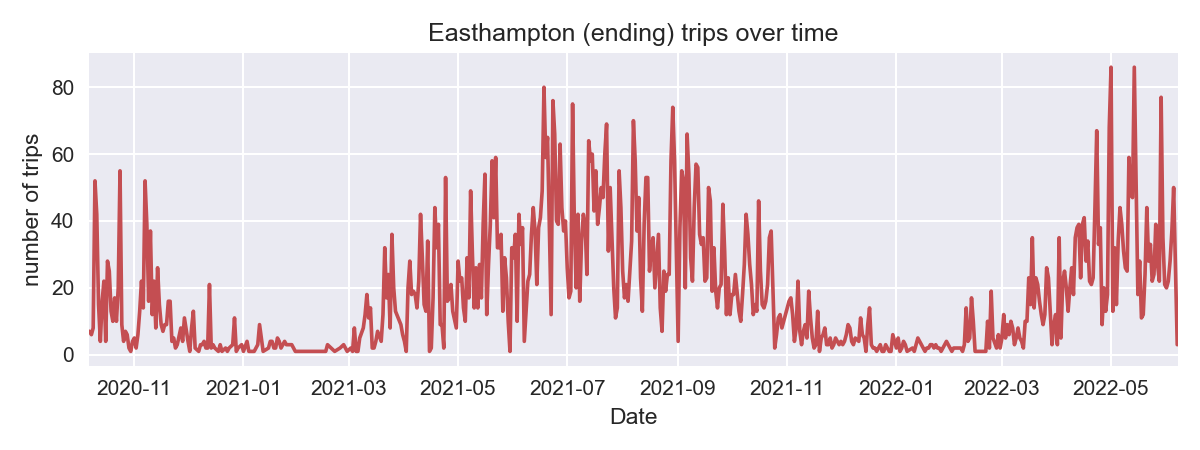 Easthampton (ending) trips over time
number of trips
80
60
40
20
0
2020-11 2021-01 2021-03 2021-05 2021-07 2021-09 2021-11 2022-01 2022-03 2022-05
Date